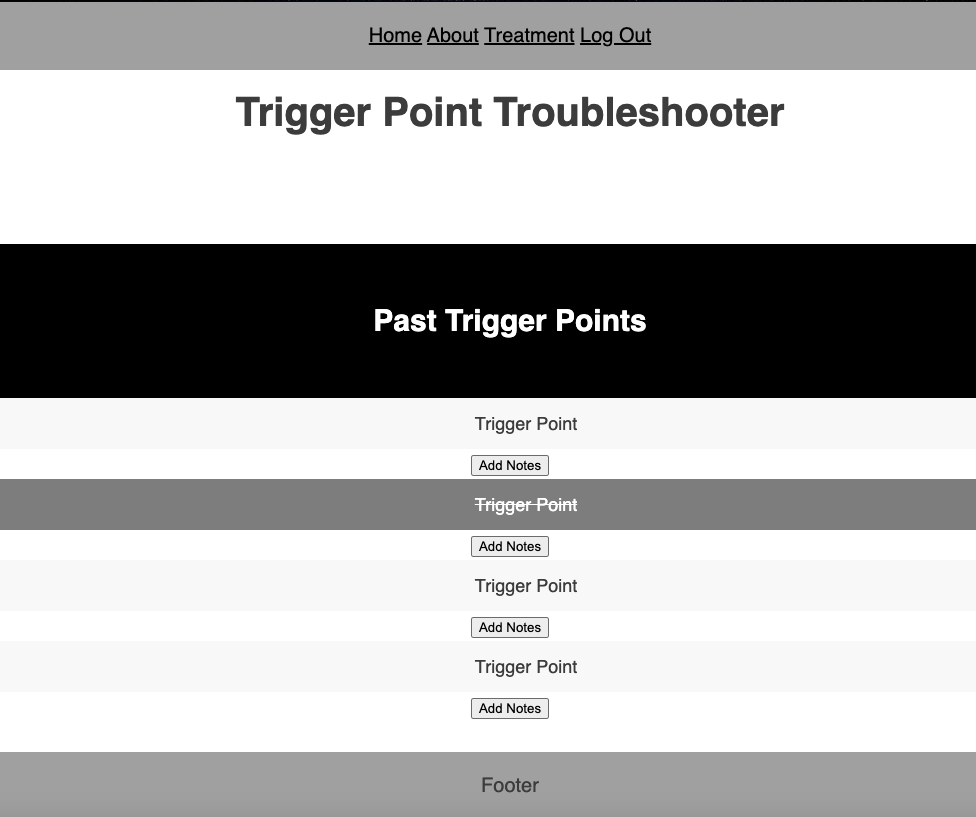 Home About Treatment Log Out
Trigger Point Troubleshooter
Past Trigger Points
Trigger Point
Add Notes
Trigger Point
Add Notes
Trigger Point
Add Notes
Trigger Point
Add Notes
Footer